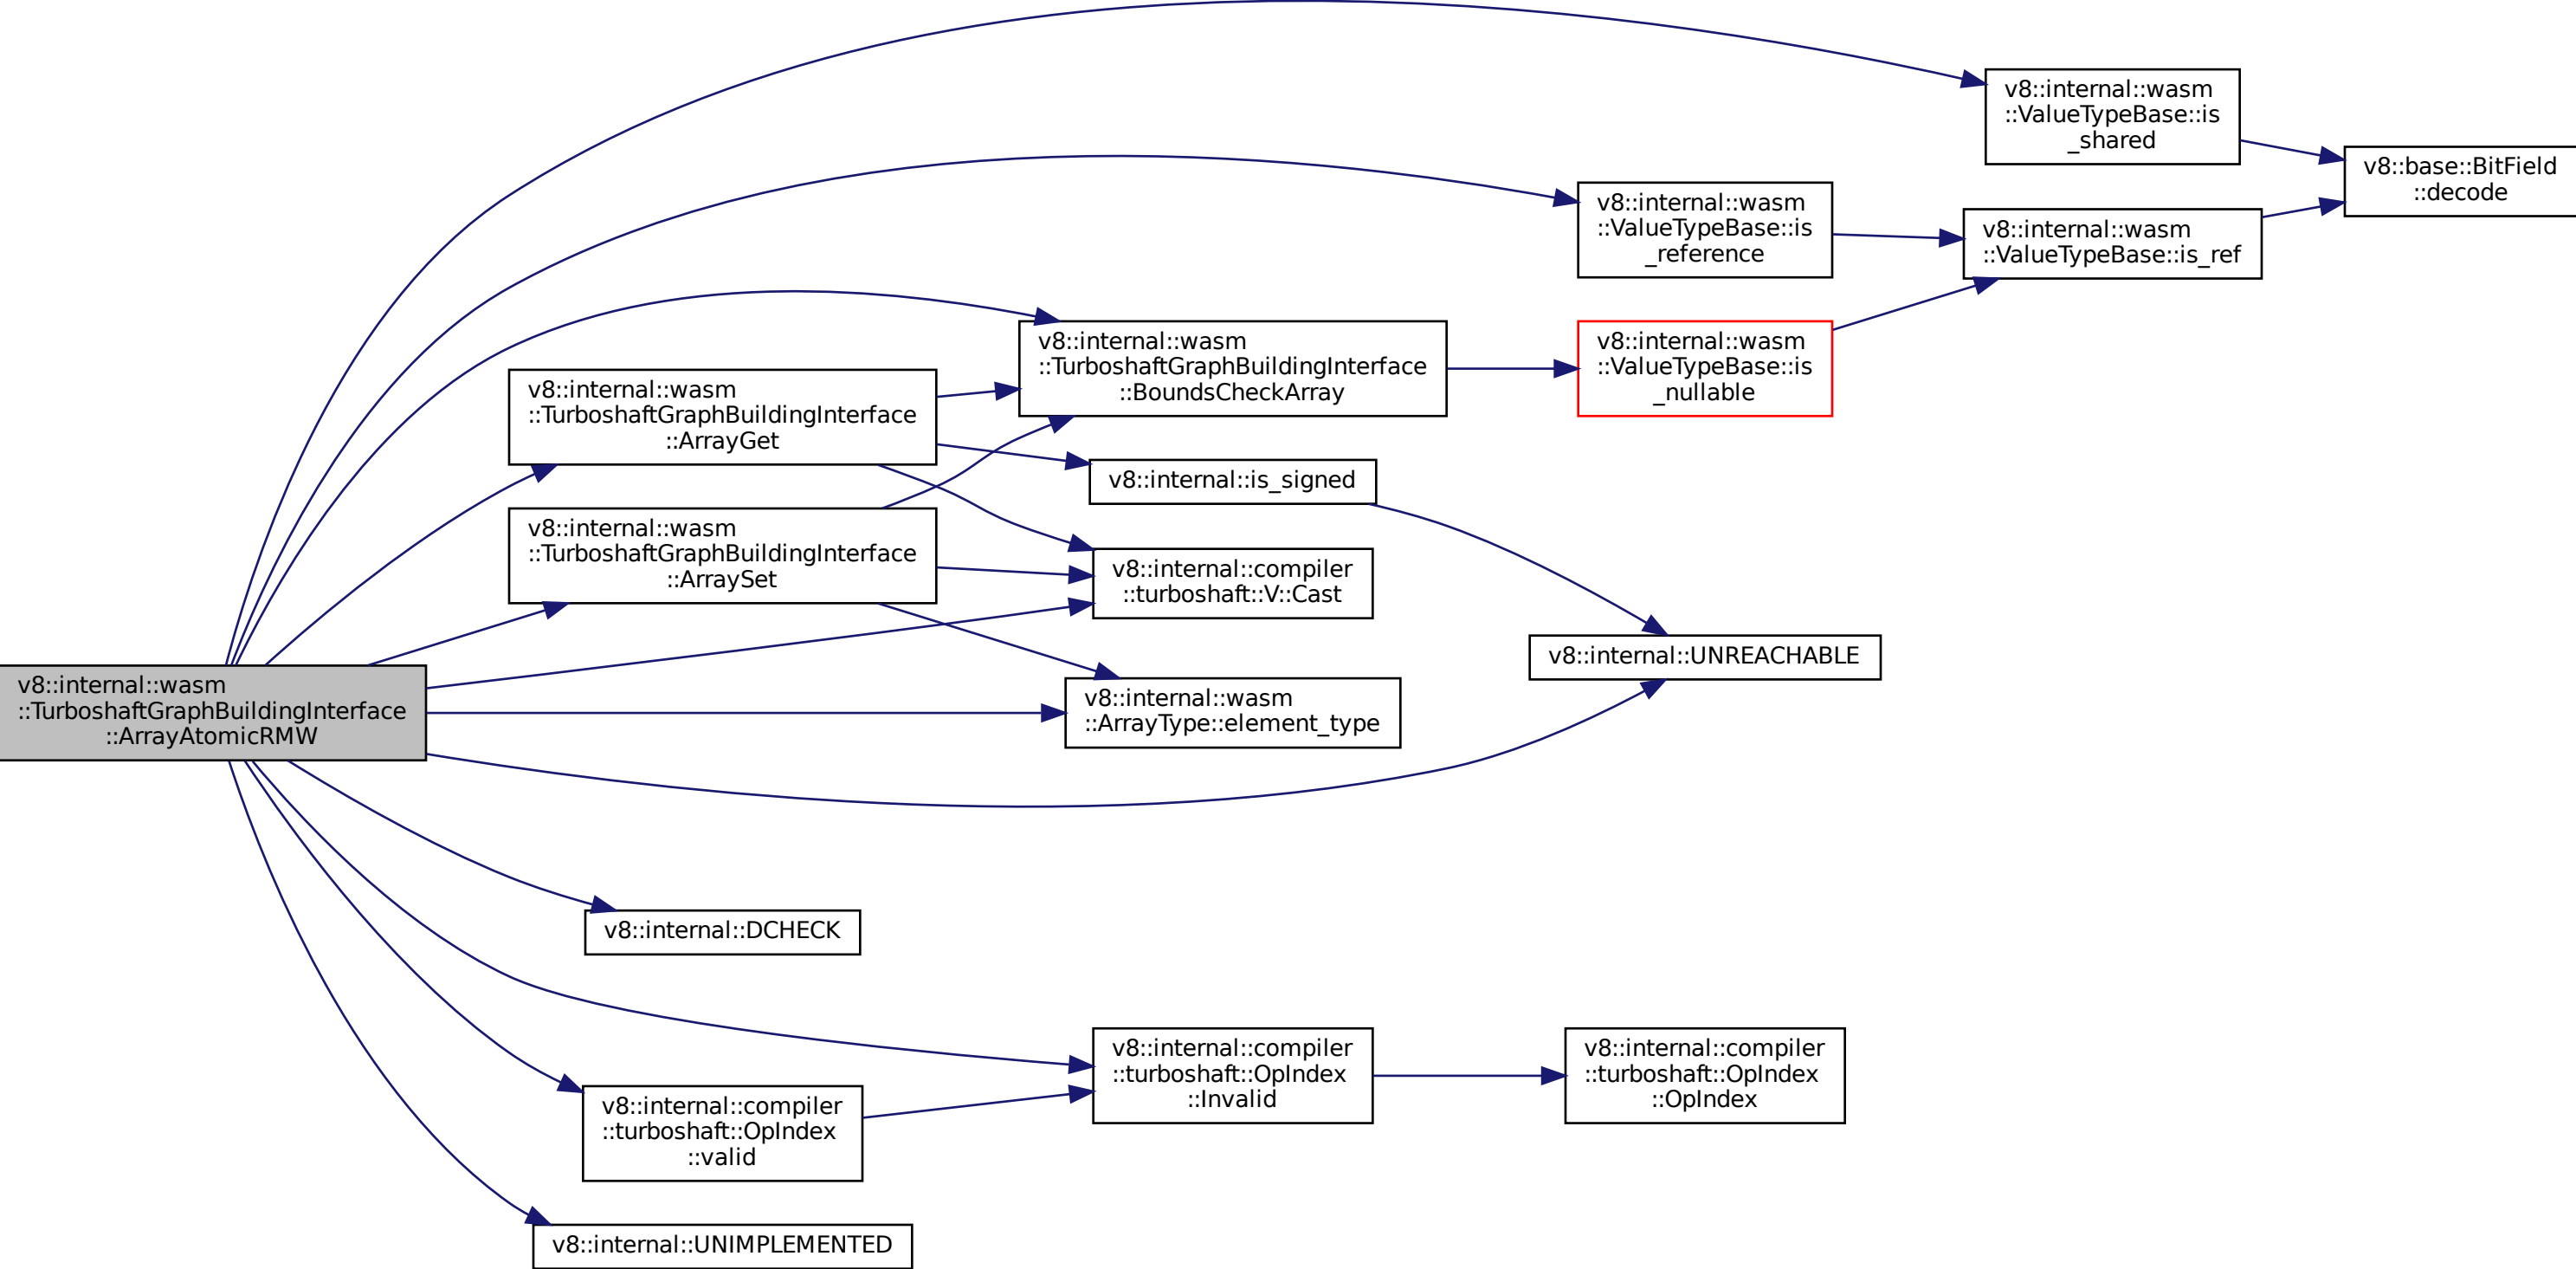 v8::internal::wasm
::ValueTypeBase::is
_shared
v8::base::BitField
::decode
v8::internal::wasm
::ValueTypeBase::is
_reference
v8::internal::wasm
::ValueTypeBase::is_ref
v8::internal::wasm
::TurboshaftGraphBuildingInterface
::BoundsCheckArray
v8::internal::wasm
::ValueTypeBase::is
_nullable
v8::internal::wasm
::TurboshaftGraphBuildingInterface
::ArrayGet
v8::internal::is_signed
v8::internal::wasm
::TurboshaftGraphBuildingInterface
::ArraySet
v8::internal::compiler
::turboshaft::V::Cast
v8::internal::UNREACHABLE
v8::internal::wasm
::TurboshaftGraphBuildingInterface
::ArrayAtomicRMW
v8::internal::wasm
::ArrayType::element_type
v8::internal::DCHECK
v8::internal::compiler
::turboshaft::OpIndex
::Invalid
v8::internal::compiler
::turboshaft::OpIndex
::OpIndex
v8::internal::compiler
::turboshaft::OpIndex
::valid
v8::internal::UNIMPLEMENTED